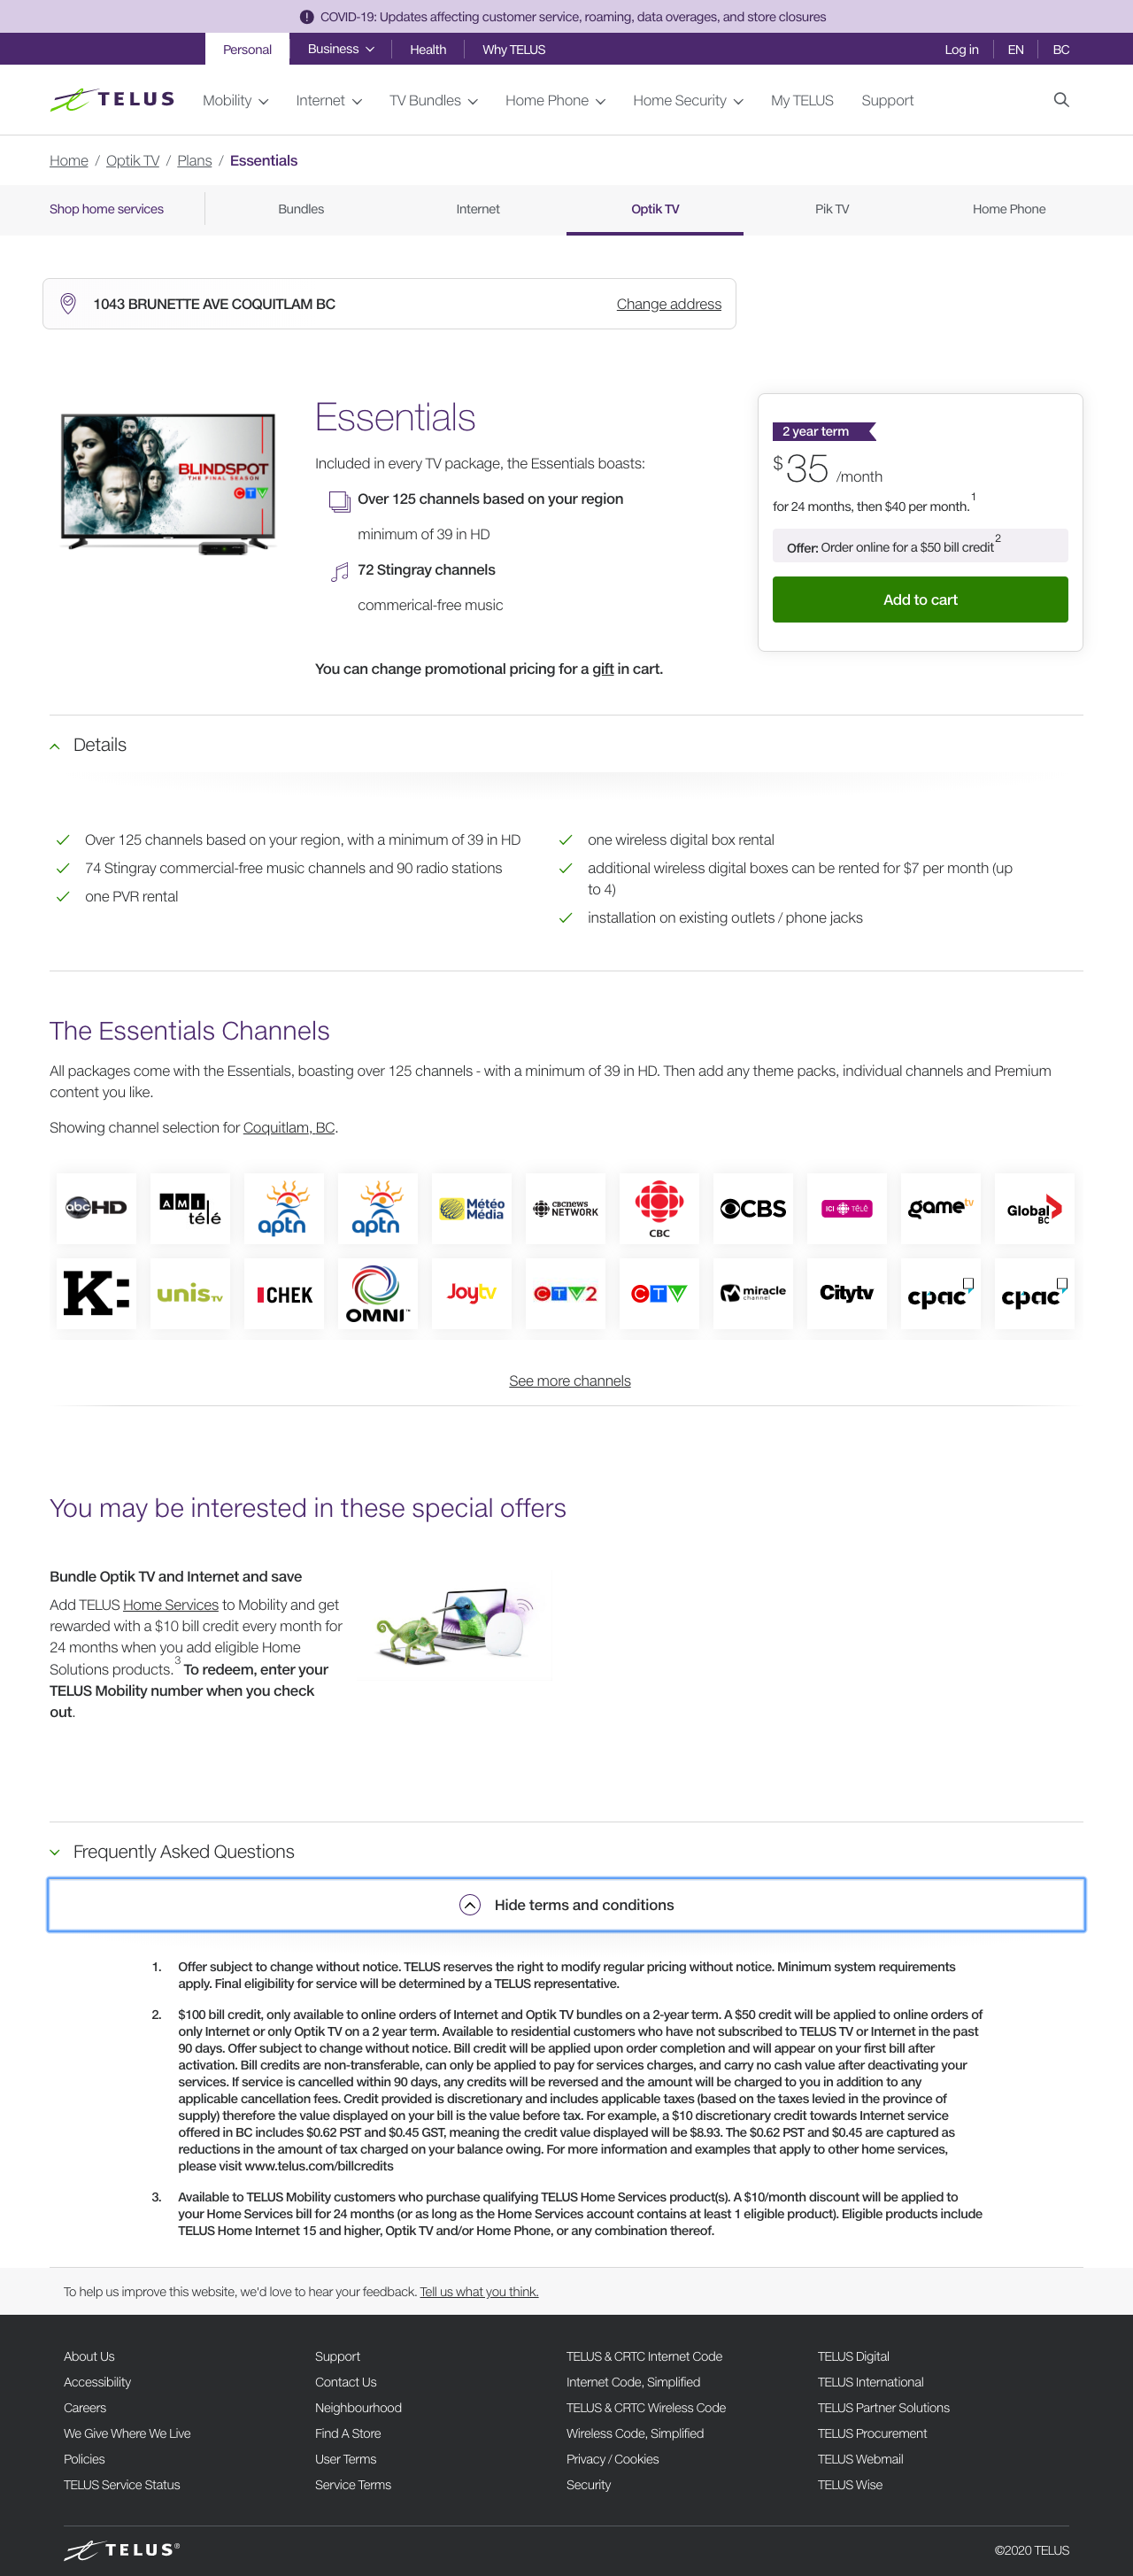 COVID-19: Updates affecting customer service, roaming, data overages, and store closures
Personal
Business
Health
Why TELUS
Log in
EN
BC
TELUS
Mobility
Internet
TV Bundles
Home Phone
Home Security
My TELUS
Support
Home / Optik TV / Plans / Essentials
Shop home services
Bundles
Internet
Optik TV
Pik TV
Home Phone
1043 BRUNETTE AVE COQUITLAM BC
Change address
BLINDSPOT
THE FINAL SEASON
CTV
Essentials
Included in every TV package, the Essentials boasts:
Over 125 channels based on your region
minimum of 39 in HD
72 Stingray channels
commerical-free music
You can change promotional pricing for a gift in cart.
2 year term
$35 /month
for 24 months, then $40 per month.1
Offer: Order online for a $50 bill credit2
Add to cart
Details
Over 125 channels based on your region, with a minimum of 39 in HD
74 Stingray commercial-free music channels and 90 radio stations
one PVR rental
one wireless digital box rental
additional wireless digital boxes can be rented for $7 per month (up
to 4)
installation on existing outlets / phone jacks
The Essentials Channels
All packages come with the Essentials, boasting over 125 channels - with a minimum of 39 in HD. Then add any theme packs, individual channels and Premium
content you like.
Showing channel selection for Coquitlam, BC.
abc HD
AMI télé
aptn
aptn
Météo Média
cbc news NETWORK
CBC
CBS
ICI TÉLÉ
gametv
Global BC
K:
unis TV
CHEK
OMNI™
Joytv
CTV2
CTV
miracle channel
Citytv
cpac
cpac
See more channels
You may be interested in these special offers
Bundle Optik TV and Internet and save
Add TELUS Home Services to Mobility and get
rewarded with a $10 bill credit every month for
24 months when you add eligible Home
Solutions products.3 To redeem, enter your
TELUS Mobility number when you check
out.
Frequently Asked Questions
Hide terms and conditions
1. Offer subject to change without notice. TELUS reserves the right to modify regular pricing without notice. Minimum system requirements
apply. Final eligibility for service will be determined by a TELUS representative.
2. $100 bill credit, only available to online orders of Internet and Optik TV bundles on a 2-year term. A $50 credit will be applied to online orders of
only Internet or only Optik TV on a 2 year term. Available to residential customers who have not subscribed to TELUS TV or Internet in the past
90 days. Offer subject to change without notice. Bill credit will be applied upon order completion and will appear on your first bill after
activation. Bill credits are non-transferable, can only be applied to pay for services charges, and carry no cash value after deactivating your
services. If service is cancelled within 90 days, any credits will be reversed and the amount will be charged to you in addition to any
applicable cancellation fees. Credit provided is discretionary and includes applicable taxes (based on the taxes levied in the province of
supply) therefore the value displayed on your bill is the value before tax. For example, a $10 discretionary credit towards Internet service
offered in BC includes $0.62 PST and $0.45 GST, meaning the credit value displayed will be $8.93. The $0.62 PST and $0.45 are captured as
reductions in the amount of tax charged on your balance owing. For more information and examples that apply to other home services,
please visit www.telus.com/billcredits
3. Available to TELUS Mobility customers who purchase qualifying TELUS Home Services product(s). A $10/month discount will be applied to
your Home Services bill for 24 months (or as long as the Home Services account contains at least 1 eligible product). Eligible products include
TELUS Home Internet 15 and higher, Optik TV and/or Home Phone, or any combination thereof.
To help us improve this website, we'd love to hear your feedback. Tell us what you think.
About Us
Accessibility
Careers
We Give Where We Live
Policies
TELUS Service Status
Support
Contact Us
Neighbourhood
Find A Store
User Terms
Service Terms
TELUS & CRTC Internet Code
Internet Code, Simplified
TELUS & CRTC Wireless Code
Wireless Code, Simplified
Privacy / Cookies
Security
TELUS Digital
TELUS International
TELUS Partner Solutions
TELUS Procurement
TELUS Webmail
TELUS Wise
TELUS®
©2020 TELUS